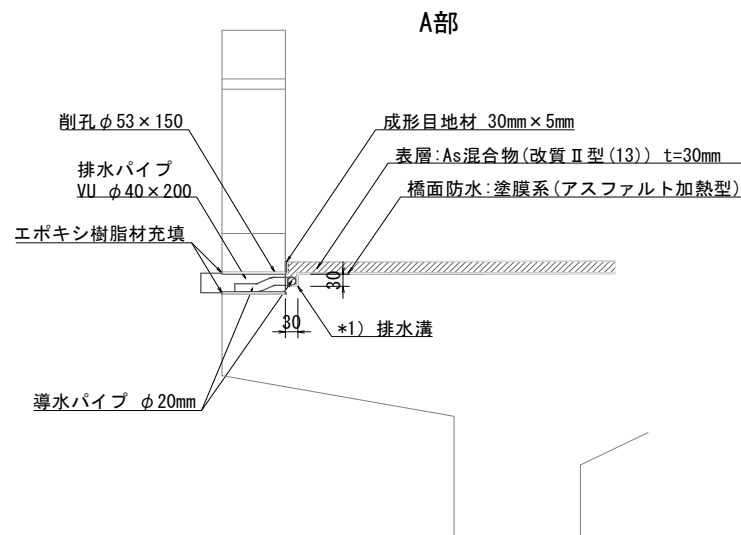 A部
削孔φ53×150
成形目地材 30mm×5mm
表層:As混合物(改質Ⅱ型(13)) t=30mm
排水パイプ
VU φ40×200
橋面防水:塗膜系(アスファルト加熱型)
エポキシ樹脂材充填
30
30
*1) 排水溝
導水パイプ φ20mm